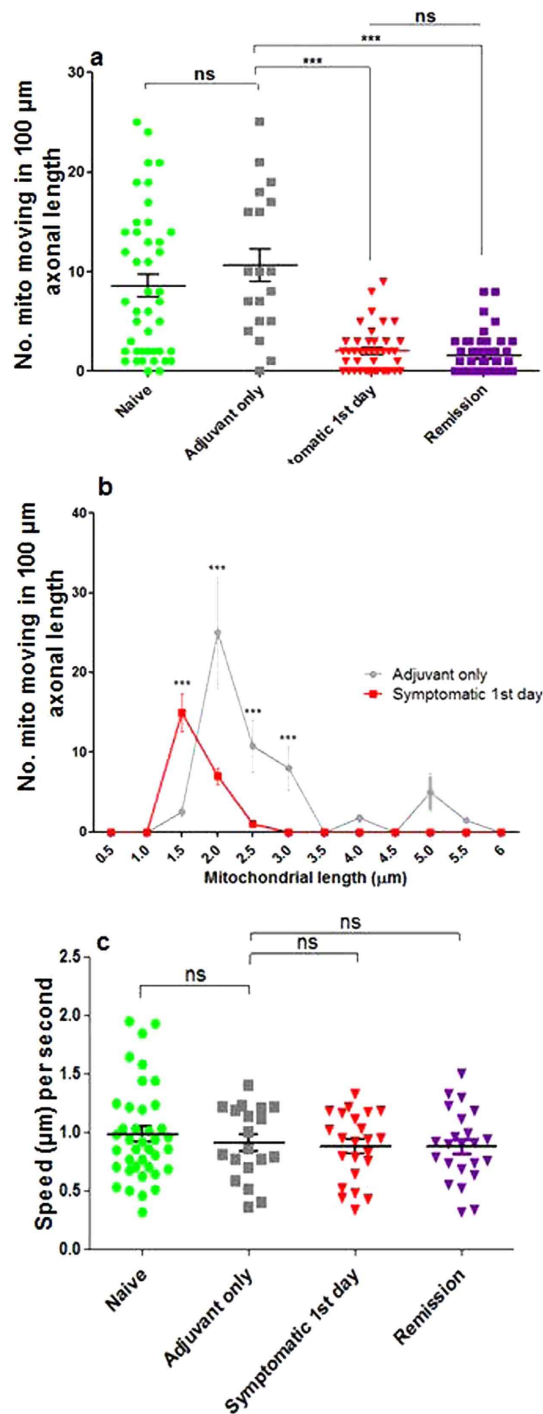 a
ns
***
ns
***
30
20
10
0
No. mito moving in 100 µm
axonal length
Naive
Adjuvant only
tomatic 1st day
Remission
b
40
30
20
10
0
No. mito moving in 100 µm
axonal length
***
***
***
***
Adjuvant only
Symptomatic 1st day
0.5
1.0
1.5
2.0
2.5
3.0
3.5
4.0
4.5
5.0
5.5
6
Mitochondrial length (µm)
c
ns
ns
ns
2.5
2.0
1.5
1.0
0.5
0.0
Speed (µm) per second
Naive
Adjuvant only
Symptomatic 1st day
Remission